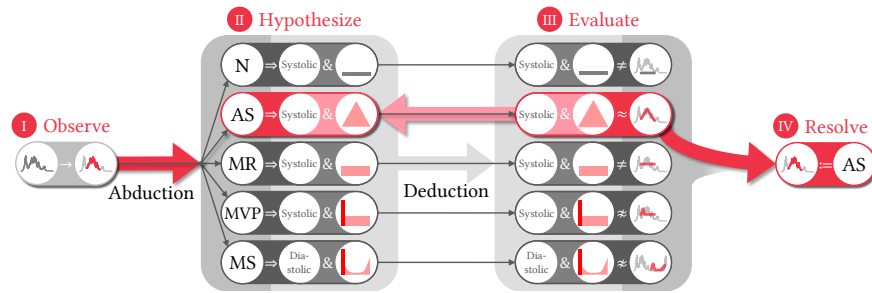 II Hypothesize
III Evaluate
N ⇒ Systolic &
Systolic & ≠
I Observe
AS ⇒ Systolic &
Systolic & ≈
IV Resolve
→
Abduction
MR ⇒ Systolic &
Deduction
Systolic & ≠
:= AS
MVP ⇒ Systolic &
Systolic & ≉
MS ⇒ Dia-
stolic &
Dia-
stolic & ≉